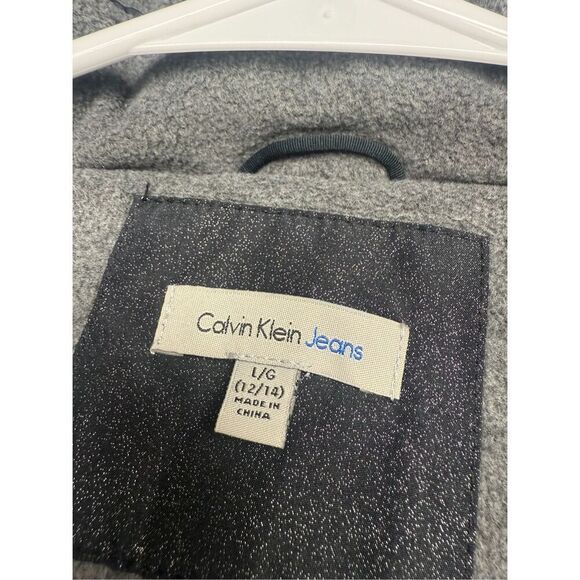 Calvin Klein Jeans
L/G
(12/14)
MADE IN
CHINA